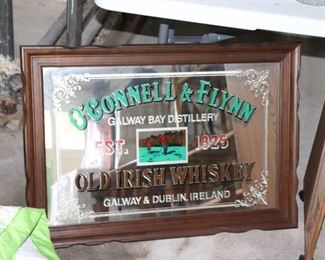 O'CONNELL & FLYNN
GALWAY BAY DISTILLERY
EST. 1825
OLD IRISH WHISKEY
GALWAY & DUBLIN, IRELAND